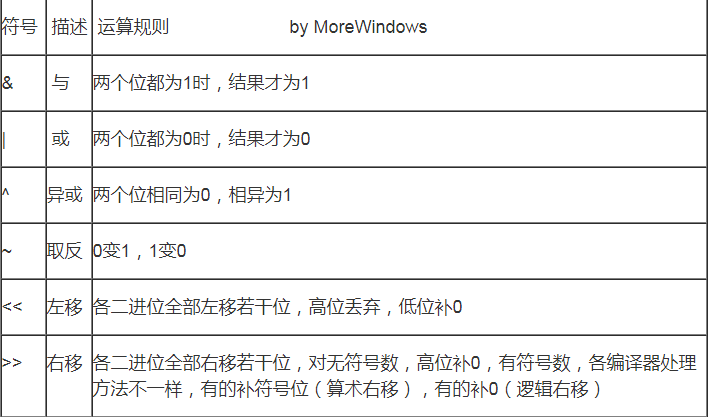 符号 描述 运算规则 by MoreWindows
& 与 两个位都为1时，结果才为1
| 或 两个位都为0时，结果才为0
^ 异或 两个位相同为0，相异为1
~ 取反 0变1，1变0
<< 左移 各二进位全部左移若干位，高位丢弃，低位补0
>> 右移 各二进位全部右移若干位，对无符号数，高位补0，有符号数，各编译器处理
方法不一样，有的补符号位（算术右移），有的补0（逻辑右移）